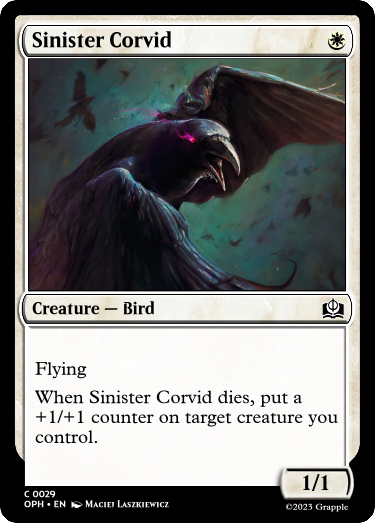 Sinister Corvid
Creature — Bird
Flying
When Sinister Corvid dies, put a
+1/+1 counter on target creature you
control.
1/1
C 0029
OPH • EN Maciej Laszkiewicz
©2023 Grapple